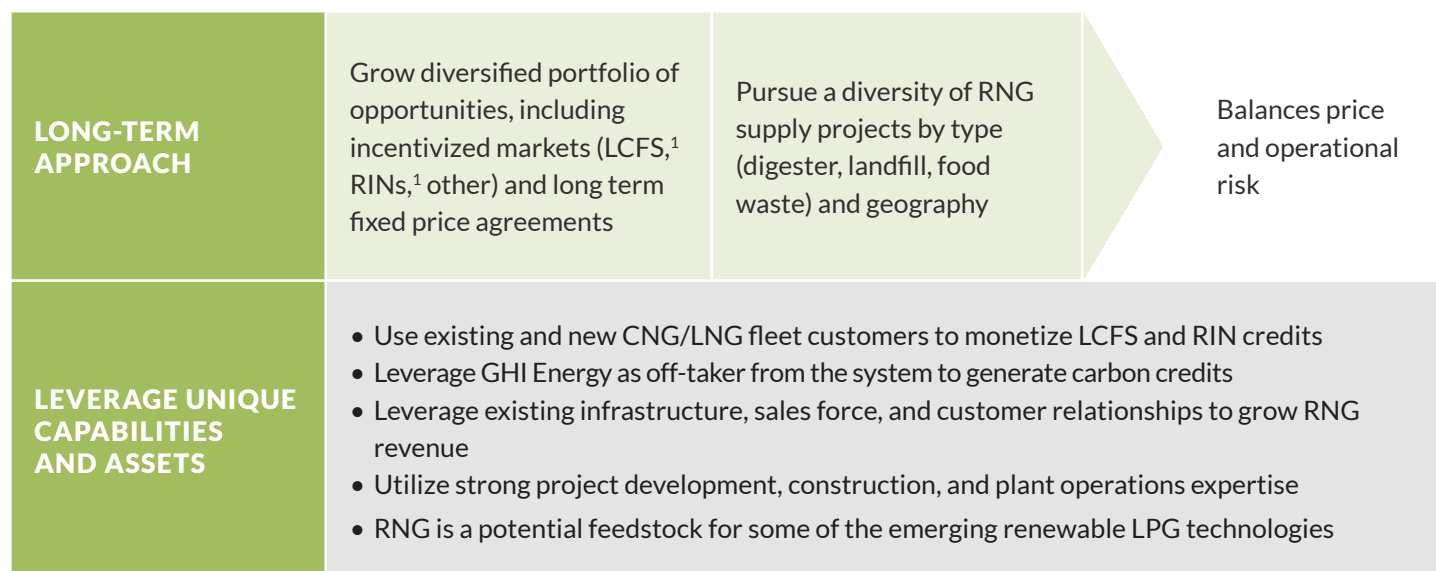 LONG-TERM
APPROACH
Grow diversified portfolio of
opportunities, including
incentivized markets (LCFS,¹
RINs,¹ other) and long term
fixed price agreements
Pursue a diversity of RNG
supply projects by type
(digester, landfill, food
waste) and geography
Balances price
and operational
risk
LEVERAGE UNIQUE
CAPABILITIES
AND ASSETS
• Use existing and new CNG/LNG fleet customers to monetize LCFS and RIN credits
• Leverage GHI Energy as off-taker from the system to generate carbon credits
• Leverage existing infrastructure, sales force, and customer relationships to grow RNG
revenue
• Utilize strong project development, construction, and plant operations expertise
• RNG is a potential feedstock for some of the emerging renewable LPG technologies